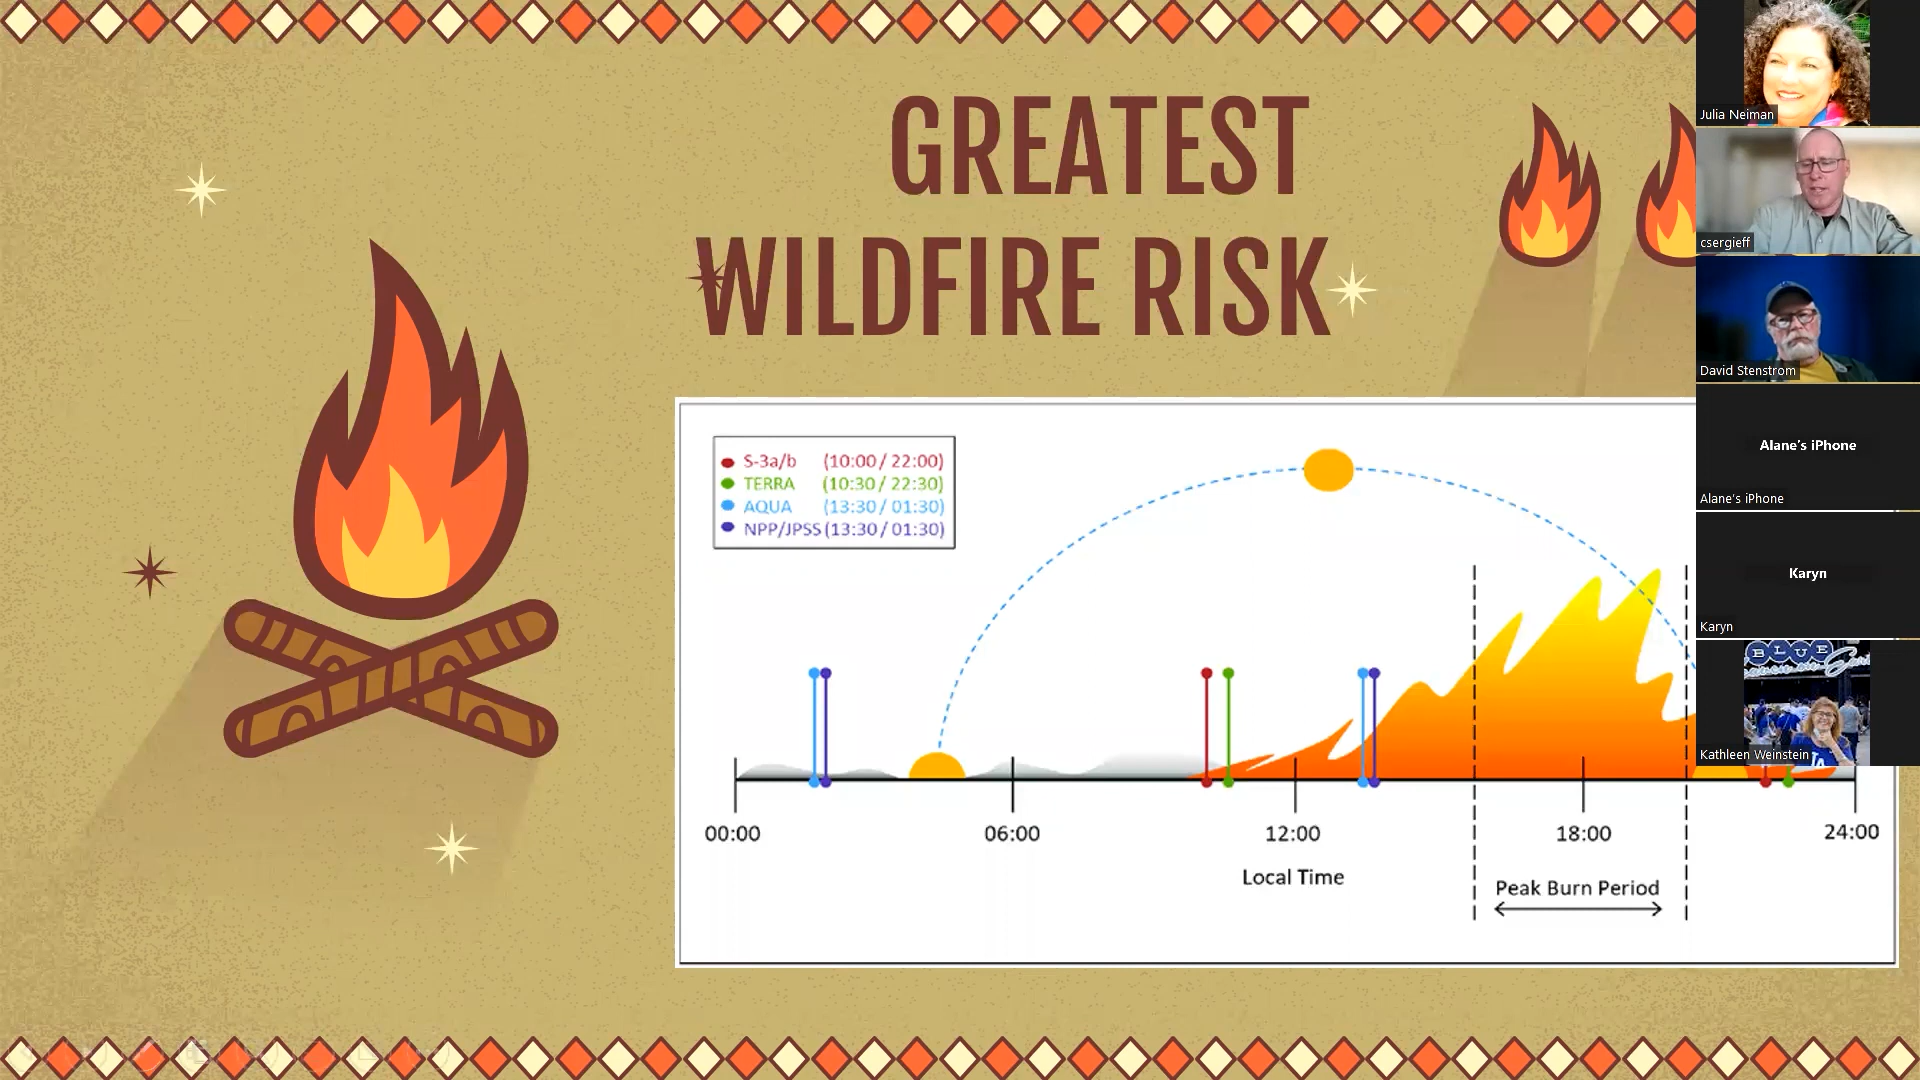 GREATEST
WILDFIRE RISK
S-3a/b (10:00 / 22:00)
TERRA (10:30 / 22:30)
AQUA (13:30 / 01:30)
NPP/JPSS (13:30 / 01:30)
00:00 06:00 12:00 18:00 24:00
Local Time
Peak Burn Period
Julia Neiman
csergieff
David Stenstrom
Alane's iPhone
Alane's iPhone
Karyn
Karyn
BLUE
Kathleen Weinstein